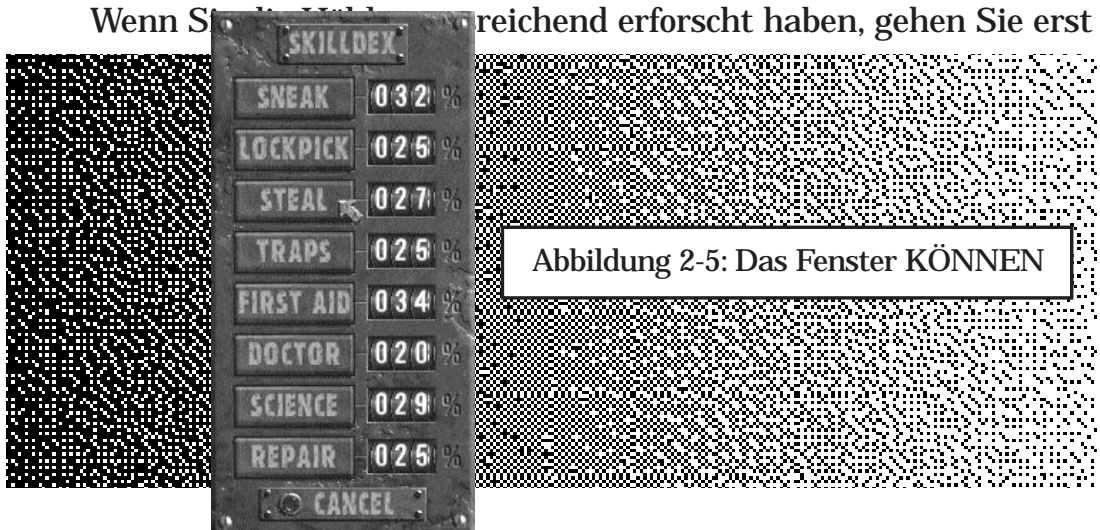 Wenn reichend erforscht haben, gehen Sie erst
SKILLDEX
SNEAK 032 %
LOCKPICK 025 %
STEAL 027 %
TRAPS 025 %
FIRST AID 034 %
DOCTOR 020 %
SCIENCE 029 %
REPAIR 025 %
CANCEL
Abbildung 2-5: Das Fenster KÖNNEN